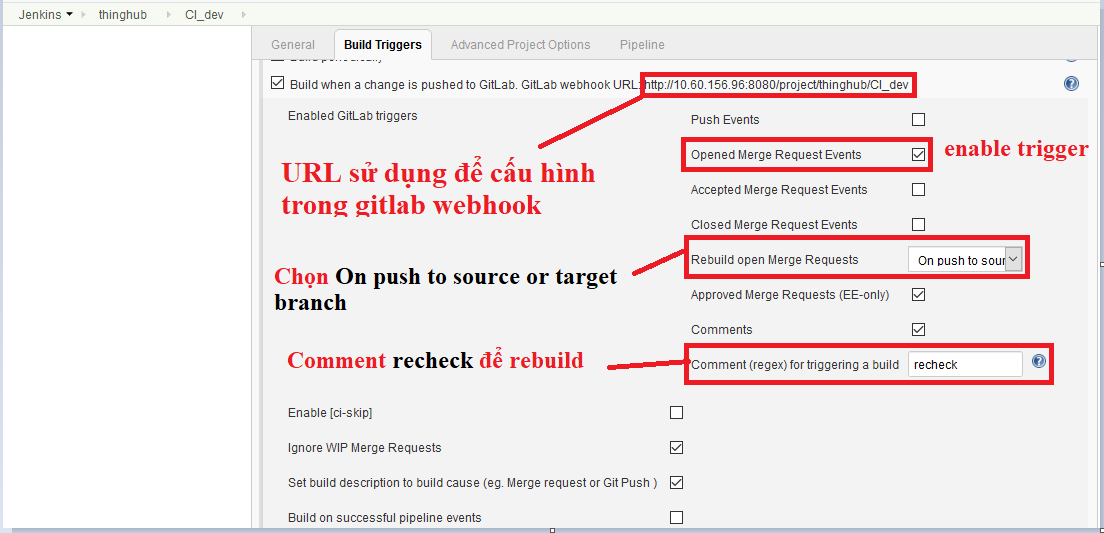 Jenkins
thinghub
CI_dev
General
Build Triggers
Advanced Project Options
Pipeline
Build periodically
Build when a change is pushed to GitLab. GitLab webhook URL: http://10.60.156.96:8080/project/thinghub/CI_dev
Enabled GitLab triggers
Push Events
Opened Merge Request Events
enable trigger
URL sử dụng để cấu hình
trong gitlab webhook
Accepted Merge Request Events
Closed Merge Request Events
Rebuild open Merge Requests
On push to sour
Chọn On push to source or target
branch
Approved Merge Requests (EE-only)
Comments
Comment recheck để rebuild
Comment (regex) for triggering a build
recheck
Enable [ci-skip]
Ignore WIP Merge Requests
Set build description to build cause (eg. Merge request or Git Push )
Build on successful pipeline events